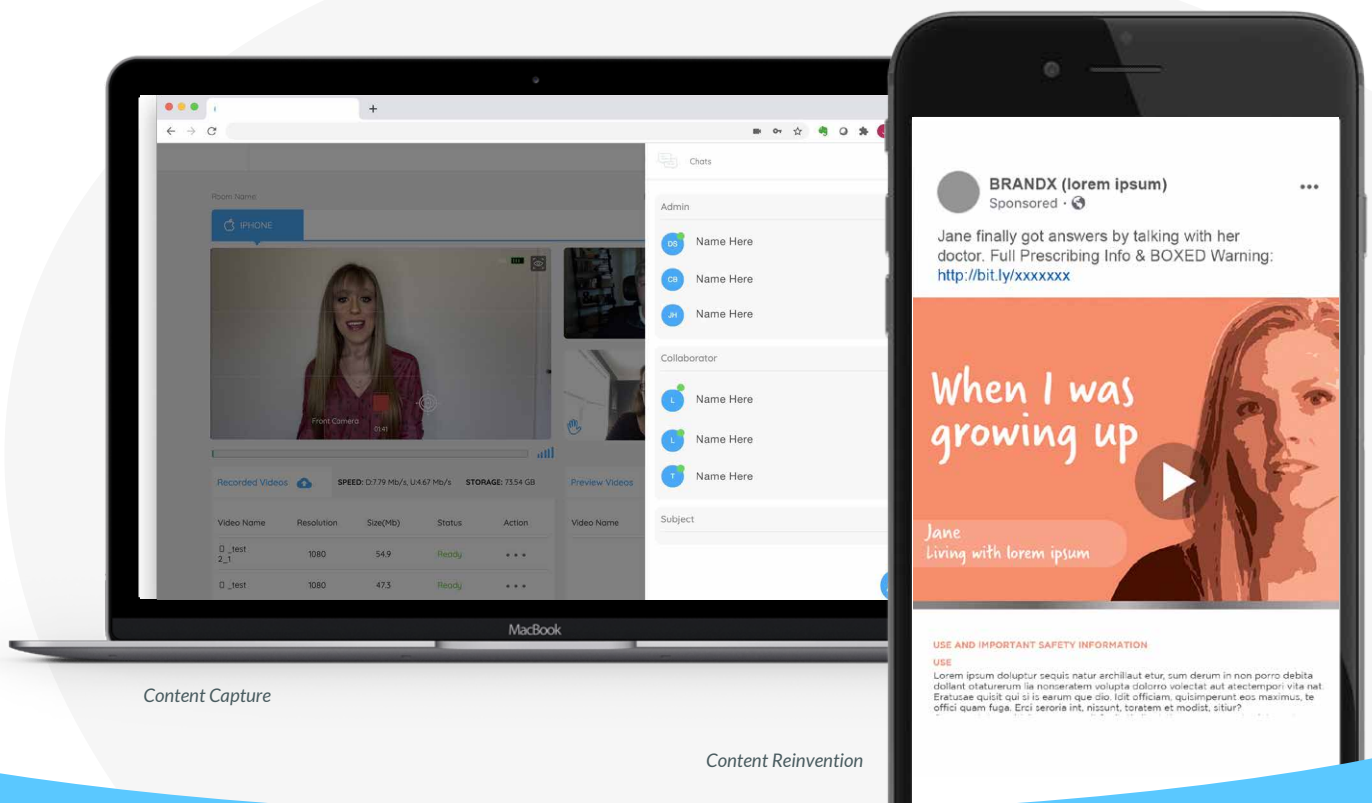 Chats
Room Name
IPHONE
Front Camera
01:41
Recorded Videos
SPEED: D:7.79 Mb/s, U:4.67 Mb/s STORAGE: 73.54 GB
Preview Videos
Video Name Resolution Size(Mb) Status Action
Video Name
_test
2_1
1080 54.9 Ready
_test 1080 47.3 Ready
Admin
DS Name Here
CB Name Here
JH Name Here
Collaborator
L Name Here
L Name Here
T Name Here
Subject
MacBook
Content Capture
BRANDX (lorem ipsum)
Sponsored ·
Jane finally got answers by talking with her
doctor. Full Prescribing Info & BOXED Warning:
http://bit.ly/xxxxxxx
When I was
growing up
Jane
Living with lorem ipsum
USE AND IMPORTANT SAFETY INFORMATION
USE
Lorem ipsum doluptur sequis natur archillaut etur, sum derum in non porro debita
dollant otaturerum lia nonseratem volupta dolorro volectat aut atectempori vita nat.
Eratusae quisit qui si is earum que dio. Idit officiam, quisimperunt eos maximus, te
offici quam fuga. Erci seroria int, nissunt, toratem et modist, sitiur?
Content Reinvention